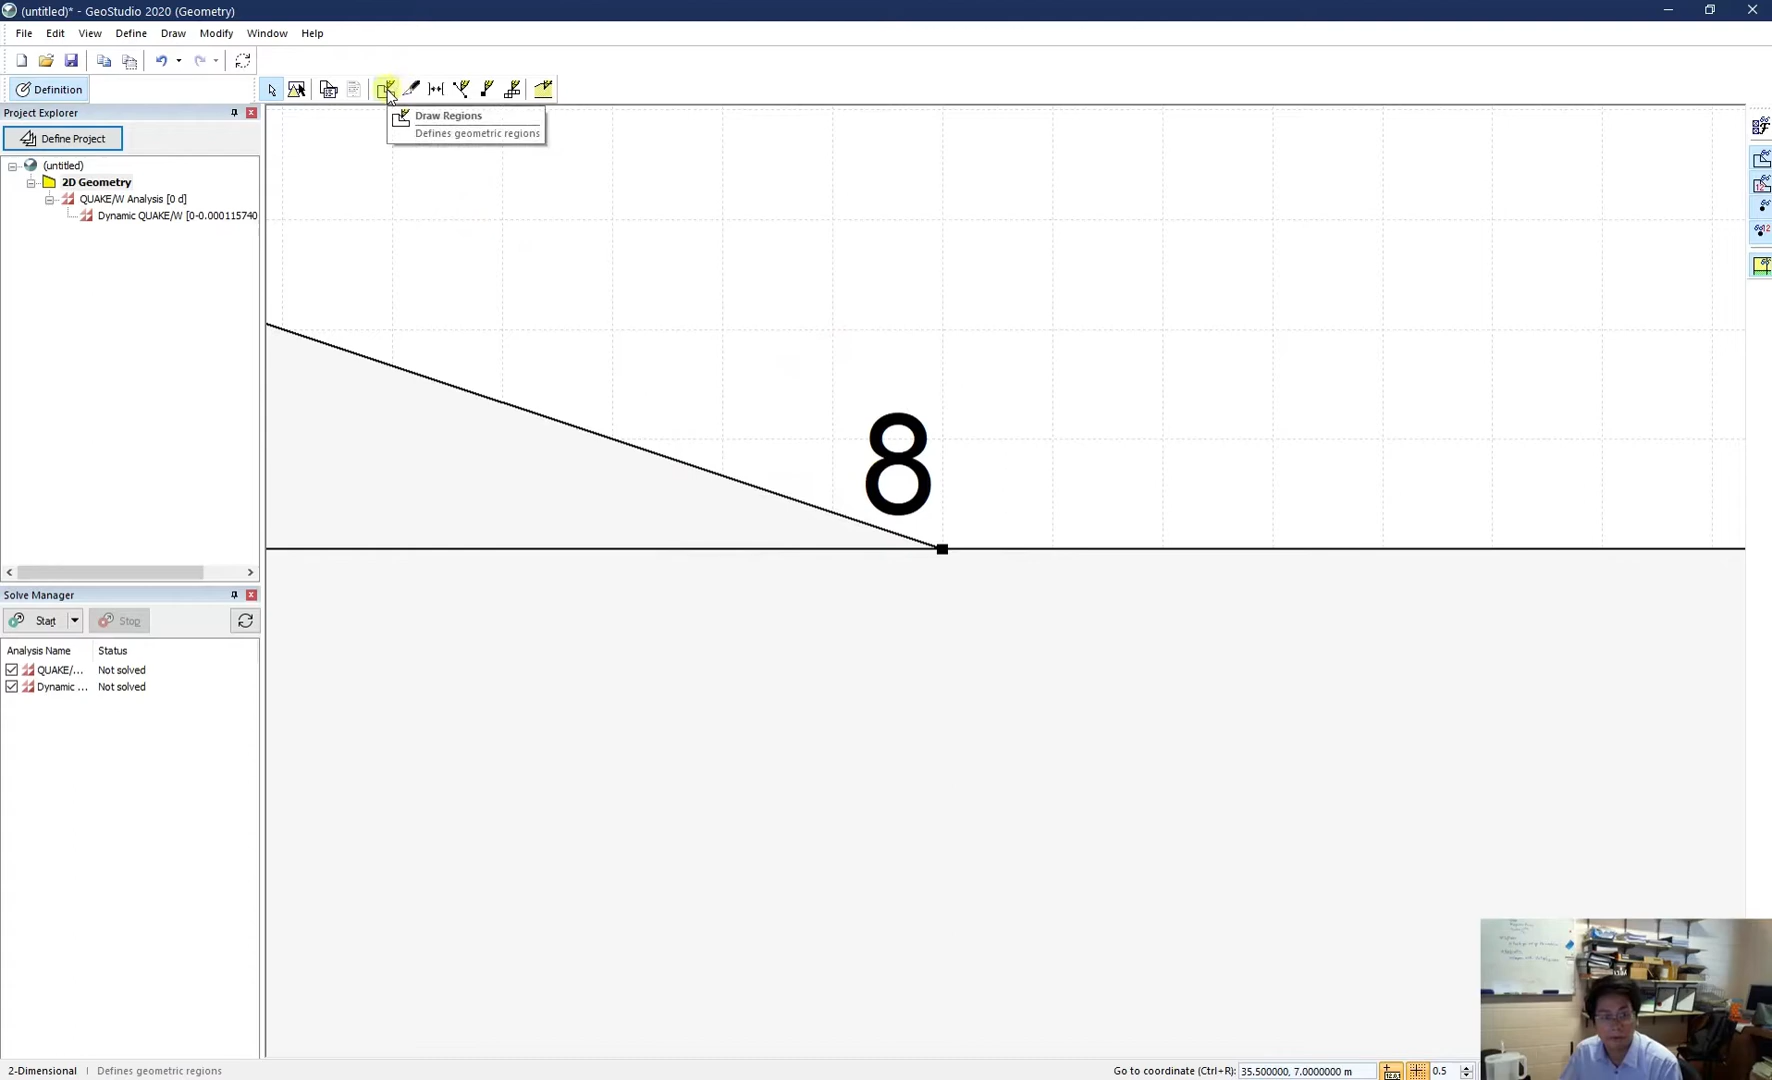 (untitled)* - GeoStudio 2020 (Geometry)
File Edit View Define Draw Modify Window Help
Definition
Project Explorer
Draw Regions
Defines geometric regions
Define Project
(untitled)
2D Geometry
QUAKE/W Analysis [0 d]
Dynamic QUAKE/W [0-0.000115740
8
Solve Manager
Start Stop
Analysis Name Status
QUAKE/... Not solved
Dynamic ... Not solved
2-Dimensional Defines geometric regions Go to coordinate (Ctrl+R): 35.500000, 7.0000000 m 0.5